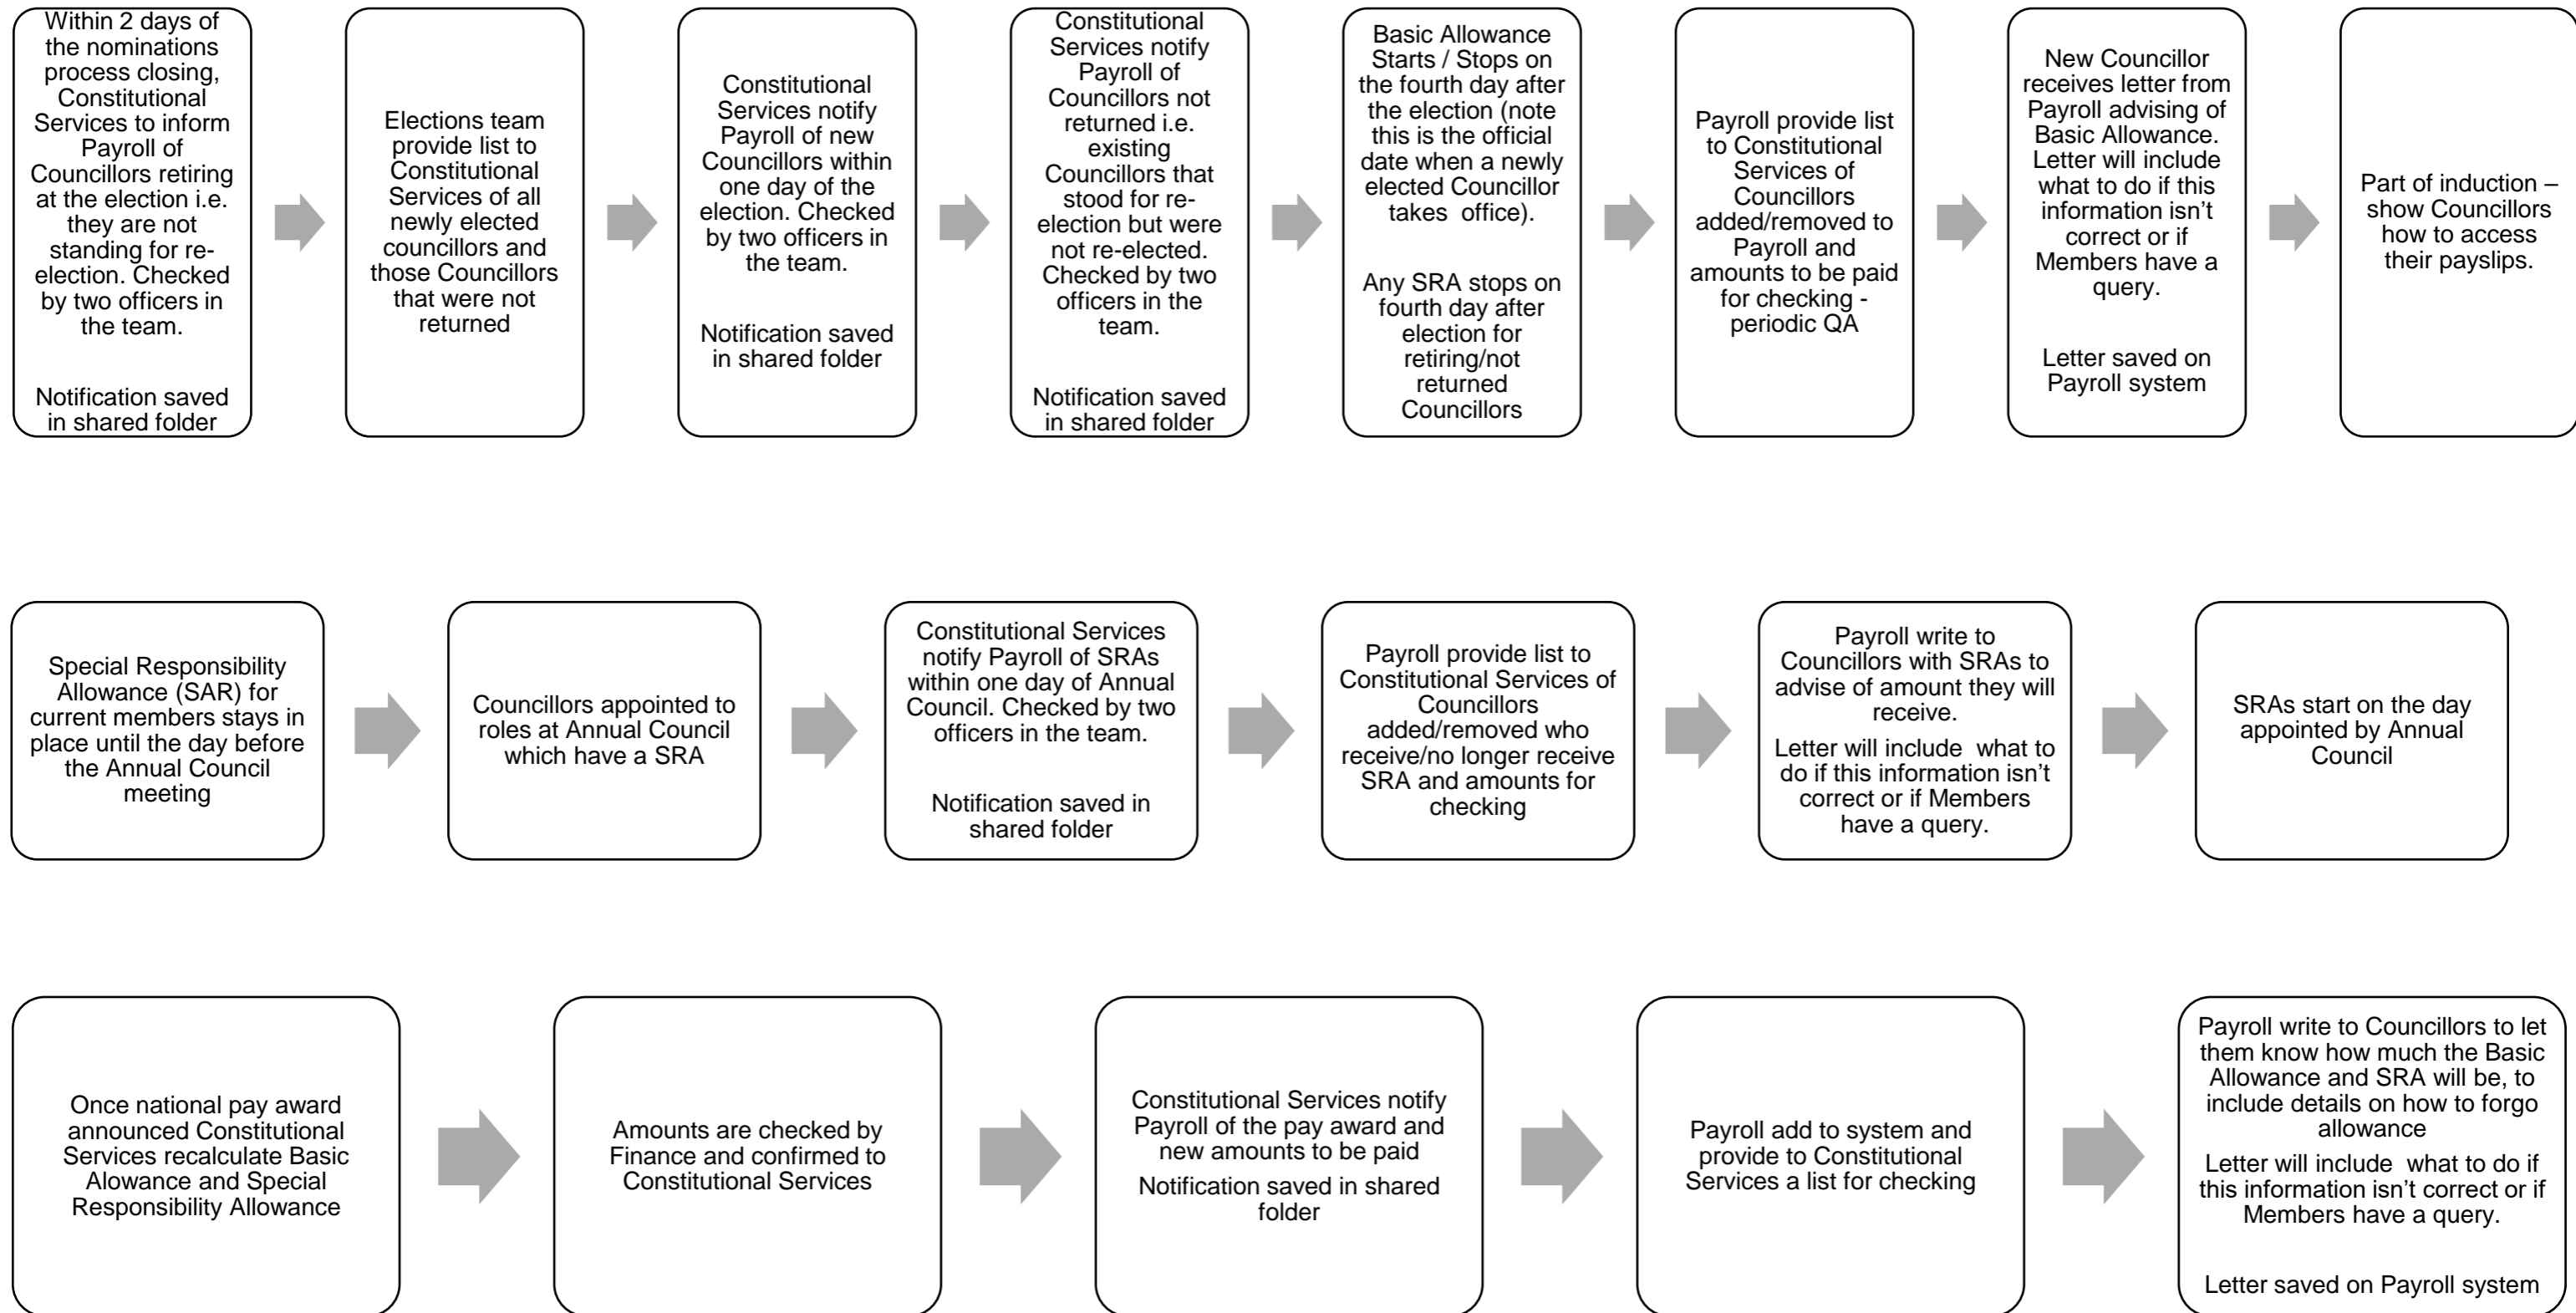 Within 2 days of
the nominations
process closing,
Constitutional
Services to inform
Payroll of
Councillors retiring
at the election i.e.
they are not
standing for re-
election. Checked
by two officers in
the team.
Notification saved
in shared folder
Elections team
provide list to
Constitutional
Services of all
newly elected
councillors and
those Councillors
that were not
returned
Constitutional
Services notify
Payroll of new
Councillors within
one day of the
election. Checked
by two officers in
the team.
Notification saved
in shared folder
Constitutional
Services notify
Payroll of
Councillors not
returned i.e.
existing
Councillors that
stood for re-
election but were
not re-elected.
Checked by two
officers in the
team.
Notification saved
in shared folder
Basic Allowance
Starts / Stops on
the fourth day after
the election (note
this is the official
date when a newly
elected Councillor
takes  office).
Any SRA stops on
fourth day after
election for
retiring/not
returned
Councillors
Payroll provide list
to Constitutional
Services of
Councillors
added/removed to
Payroll and
amounts to be paid
for checking -
periodic QA
New Councillor
receives letter from
Payroll advising of
Basic Allowance.
Letter will include
what to do if this
information isn't
correct or if
Members have a
query.
Letter saved on
Payroll system
Part of induction –
show Councillors
how to access
their payslips.
Special Responsibility
Allowance (SAR) for
current members stays in
place until the day before
the Annual Council
meeting
Councillors appointed to
roles at Annual Council
which have a SRA
Constitutional Services
notify Payroll of SRAs
within one day of Annual
Council. Checked by two
officers in the team.
Notification saved in
shared folder
Payroll provide list to
Constitutional Services of
Councillors
added/removed who
receive/no longer receive
SRA and amounts for
checking
Payroll write to
Councillors with SRAs to
advise of amount they will
receive.
Letter will include  what to
do if this information isn't
correct or if Members
have a query.
SRAs start on the day
appointed by Annual
Council
Once national pay award
announced Constitutional
Services recalculate Basic
Alowance and Special
Responsibility Allowance
Amounts are checked by
Finance and confirmed to
Constitutional Services
Constitutional Services notify
Payroll of the pay award and
new amounts to be paid
Notification saved in shared
folder
Payroll add to system and
provide to Constitutional
Services a list for checking
Payroll write to Councillors to let
them know how much the Basic
Allowance and SRA will be, to
include details on how to forgo
allowance
Letter will include  what to do if
this information isn't correct or if
Members have a query.
Letter saved on Payroll system